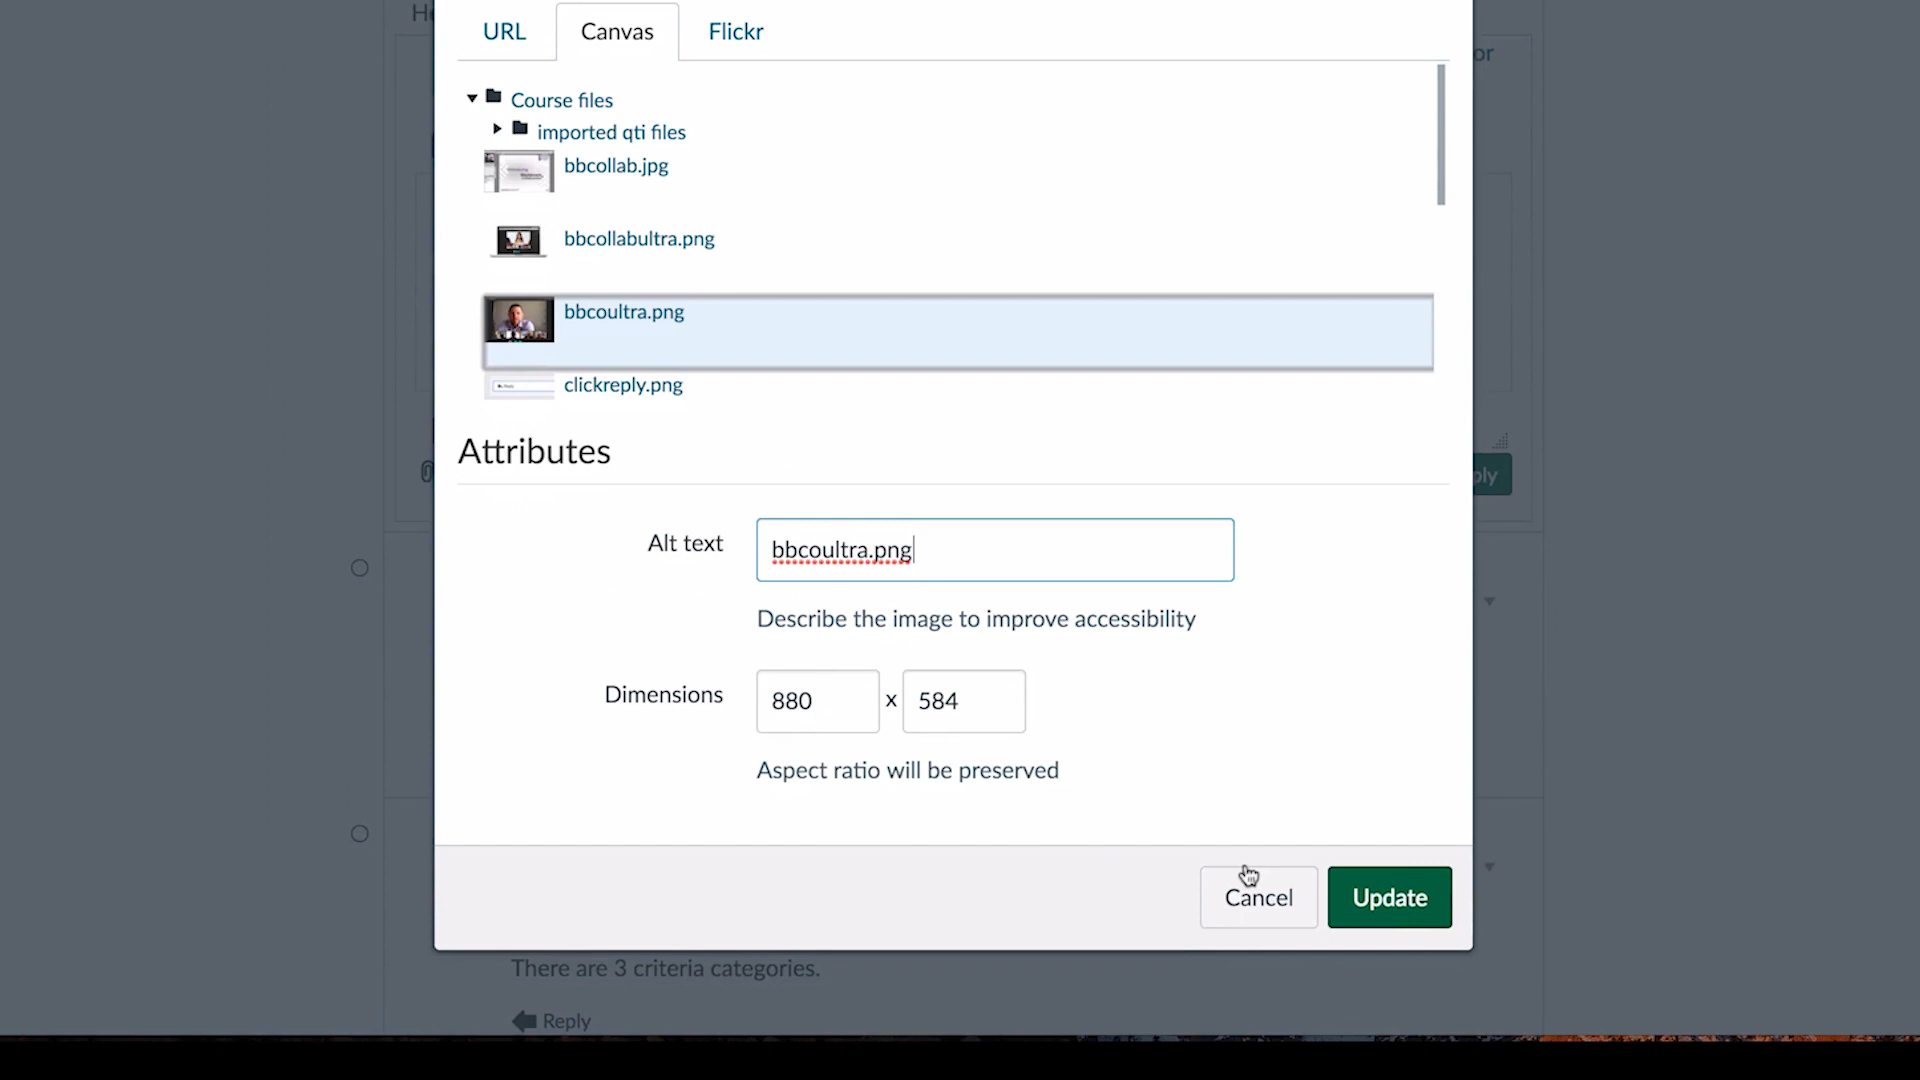 URL
Canvas
Flickr
or
Course files
imported qti files
bbcollab.jpg
bbcollabultra.png
bbcoultra.png
clickreply.png
Attributes
ply
Alt text
bbcoultra.png
Describe the image to improve accessibility
Dimensions
880 x 584
Aspect ratio will be preserved
Cancel
Update
There are 3 criteria categories.
Reply